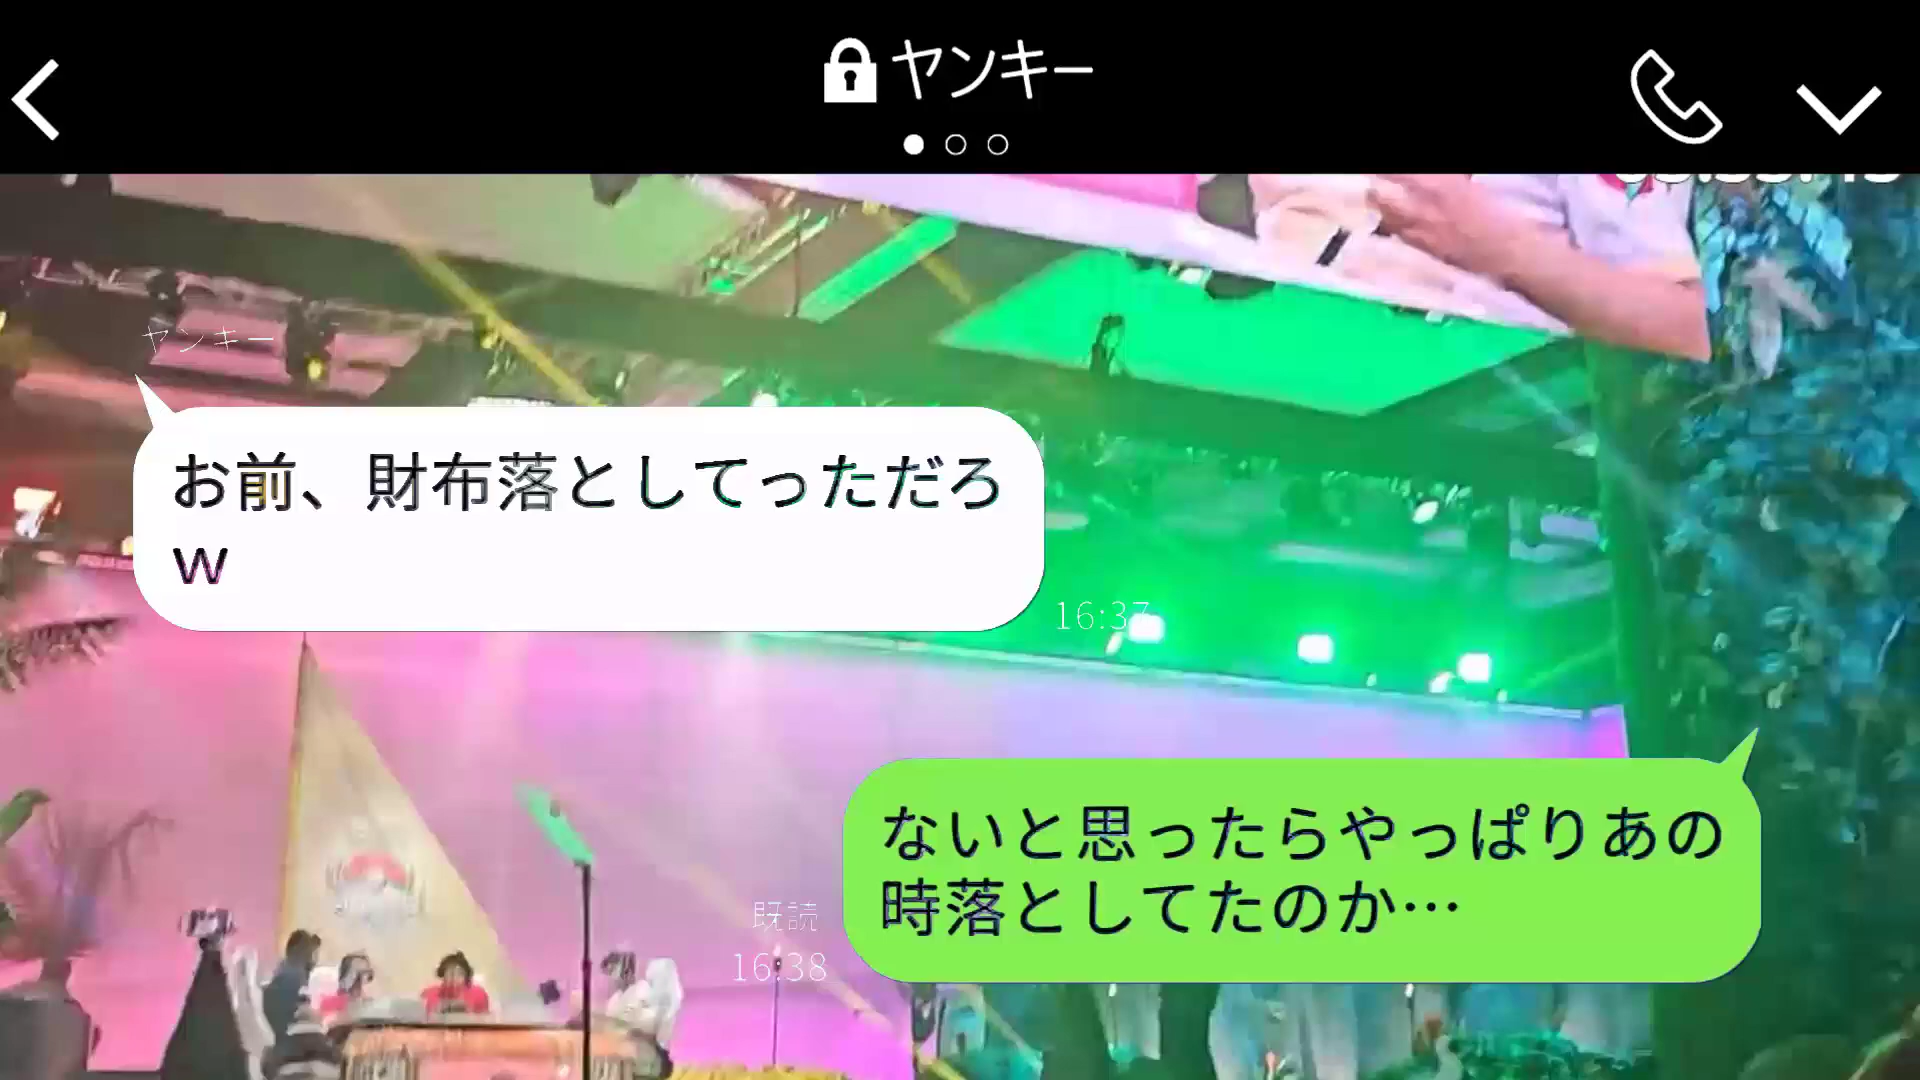 ヤンキー
ヤンキー
お前、財布落としてっただろ
w
16:37
ないと思ったらやっぱりあの
時落としてたのか…
既読
16:38